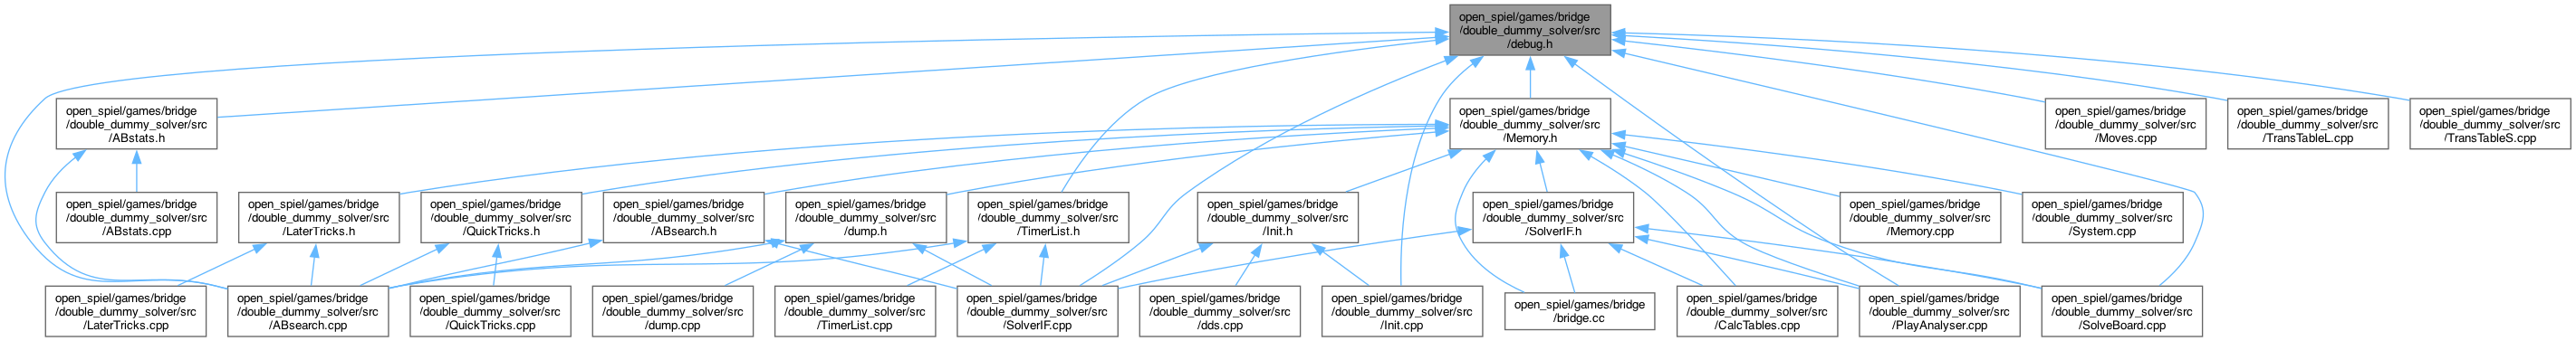 open_spiel/games/bridge
/double_dummy_solver/src
/debug.h
open_spiel/games/bridge
/double_dummy_solver/src
/ABstats.h
open_spiel/games/bridge
/double_dummy_solver/src
/Memory.h
open_spiel/games/bridge
/double_dummy_solver/src
/Moves.cpp
open_spiel/games/bridge
/double_dummy_solver/src
/TransTableL.cpp
open_spiel/games/bridge
/double_dummy_solver/src
/TransTableS.cpp
open_spiel/games/bridge
/double_dummy_solver/src
/ABstats.cpp
open_spiel/games/bridge
/double_dummy_solver/src
/LaterTricks.h
open_spiel/games/bridge
/double_dummy_solver/src
/QuickTricks.h
open_spiel/games/bridge
/double_dummy_solver/src
/ABsearch.h
open_spiel/games/bridge
/double_dummy_solver/src
/dump.h
open_spiel/games/bridge
/double_dummy_solver/src
/TimerList.h
open_spiel/games/bridge
/double_dummy_solver/src
/Init.h
open_spiel/games/bridge
/double_dummy_solver/src
/SolverIF.h
open_spiel/games/bridge
/double_dummy_solver/src
/Memory.cpp
open_spiel/games/bridge
/double_dummy_solver/src
/System.cpp
open_spiel/games/bridge
/double_dummy_solver/src
/LaterTricks.cpp
open_spiel/games/bridge
/double_dummy_solver/src
/ABsearch.cpp
open_spiel/games/bridge
/double_dummy_solver/src
/QuickTricks.cpp
open_spiel/games/bridge
/double_dummy_solver/src
/dump.cpp
open_spiel/games/bridge
/double_dummy_solver/src
/TimerList.cpp
open_spiel/games/bridge
/double_dummy_solver/src
/SolverIF.cpp
open_spiel/games/bridge
/double_dummy_solver/src
/dds.cpp
open_spiel/games/bridge
/double_dummy_solver/src
/Init.cpp
open_spiel/games/bridge
/bridge.cc
open_spiel/games/bridge
/double_dummy_solver/src
/CalcTables.cpp
open_spiel/games/bridge
/double_dummy_solver/src
/PlayAnalyser.cpp
open_spiel/games/bridge
/double_dummy_solver/src
/SolveBoard.cpp